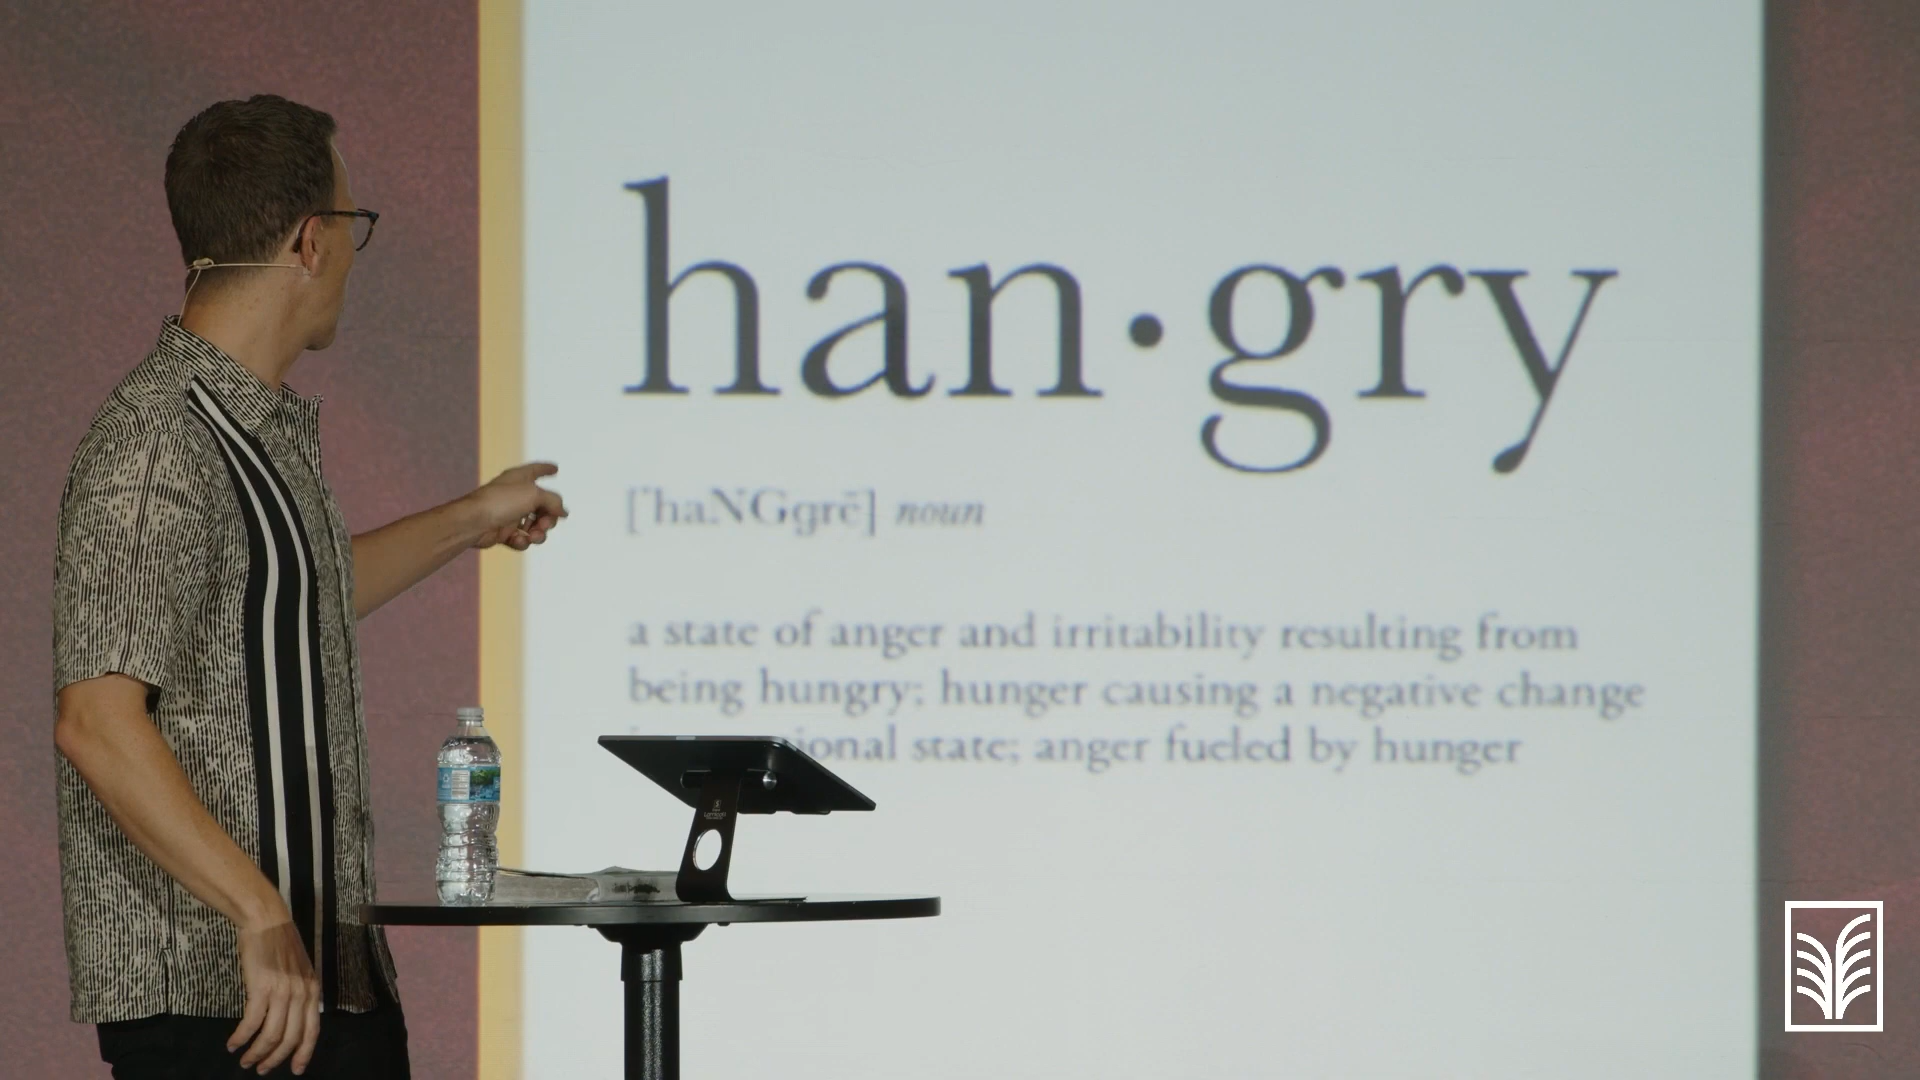 han·gry
[ˈhaNGgrē] noun
a state of anger and irritability resulting from
being hungry; hunger causing a negative change
state; anger fueled by hunger